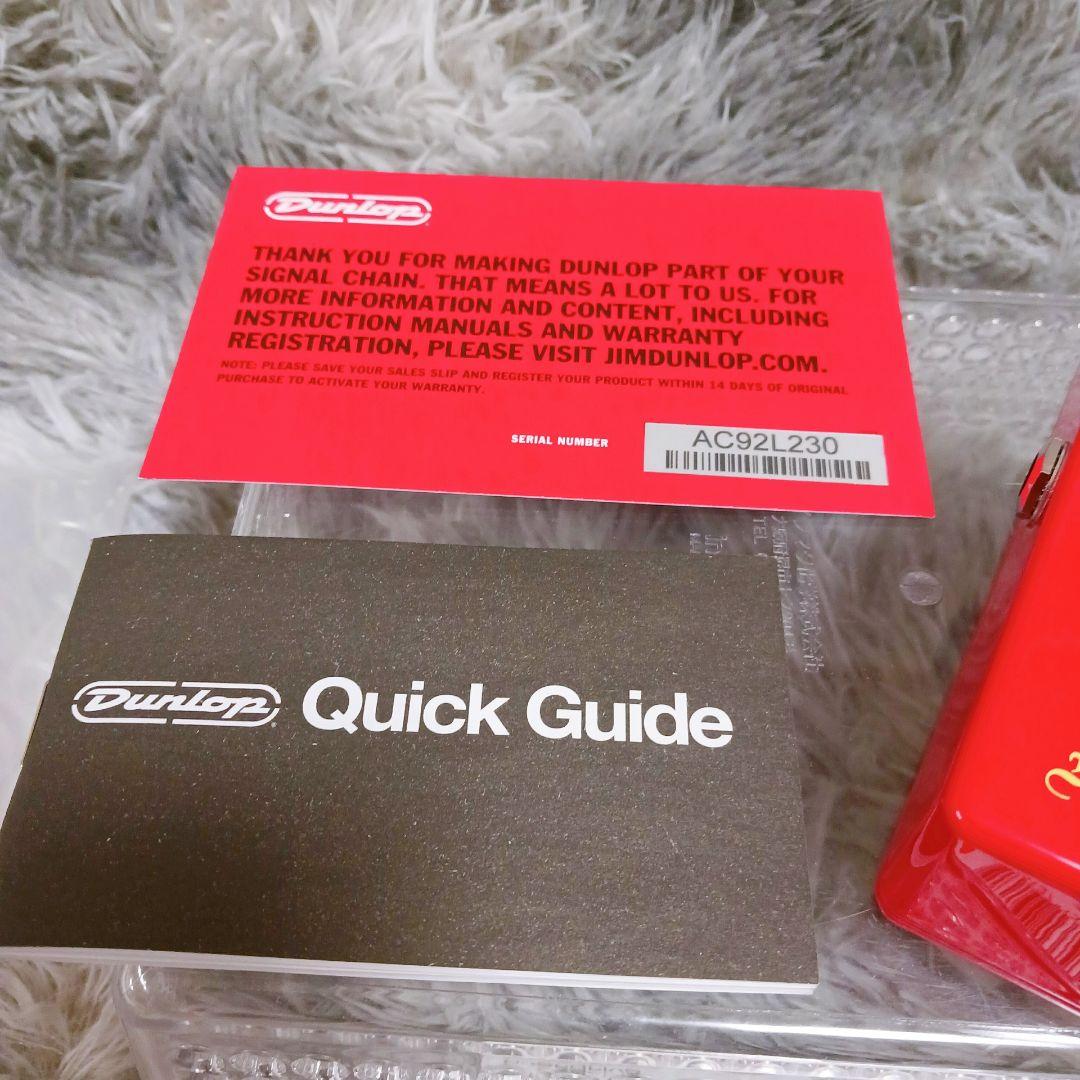 Dunlop
THANK YOU FOR MAKING DUNLOP PART OF YOUR
SIGNAL CHAIN. THAT MEANS A LOT TO US. FOR
MORE INFORMATION AND CONTENT, INCLUDING
INSTRUCTION MANUALS AND WARRANTY
REGISTRATION, PLEASE VISIT JIMDUNLOP.COM.
NOTE: PLEASE SAVE YOUR SALES SLIP AND REGISTER YOUR PRODUCT WITHIN 14 DAYS OF ORIGINAL
PURCHASE TO ACTIVATE YOUR WARRANTY.
SERIAL NUMBER
AC92L230
Dunlop Quick Guide
TEL